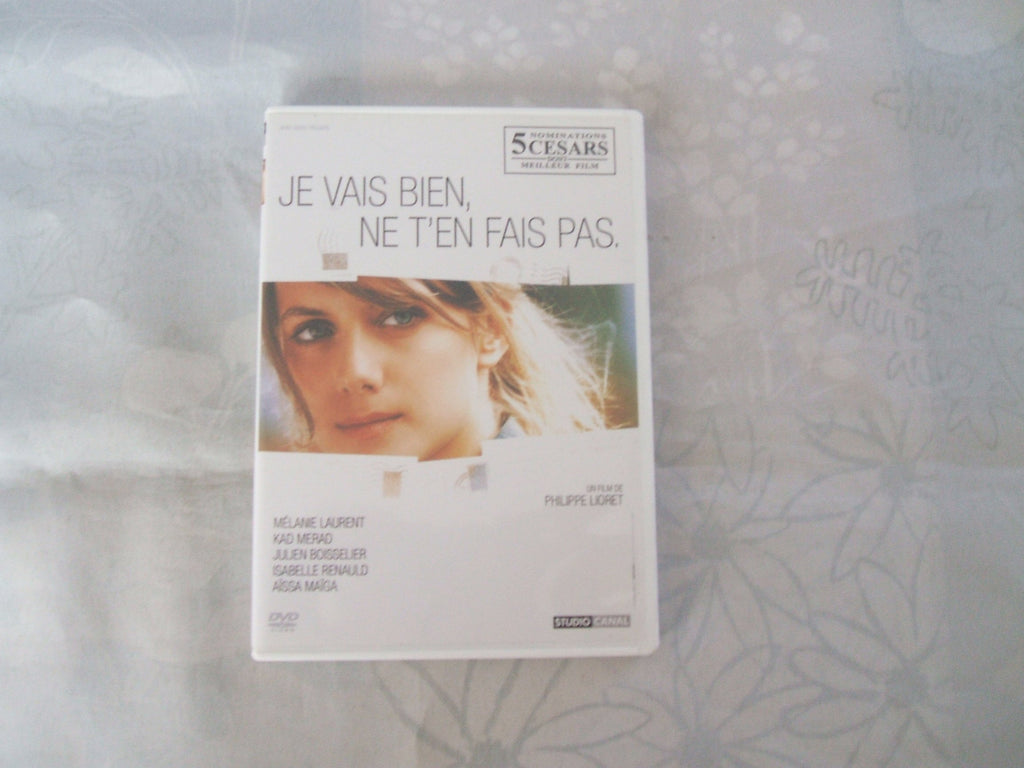 NOMINATIONS
5 CESARS
DONT
MEILLEUR FILM
JE VAIS BIEN,
NE T'EN FAIS PAS.
UN FILM DE
PHILIPPE LIORET
MÉLANIE LAURENT
KAD MERAD
JULIEN BOISSELIER
ISABELLE RENAULD
AÏSSA MAÏGA
DVD
STUDIO CANAL